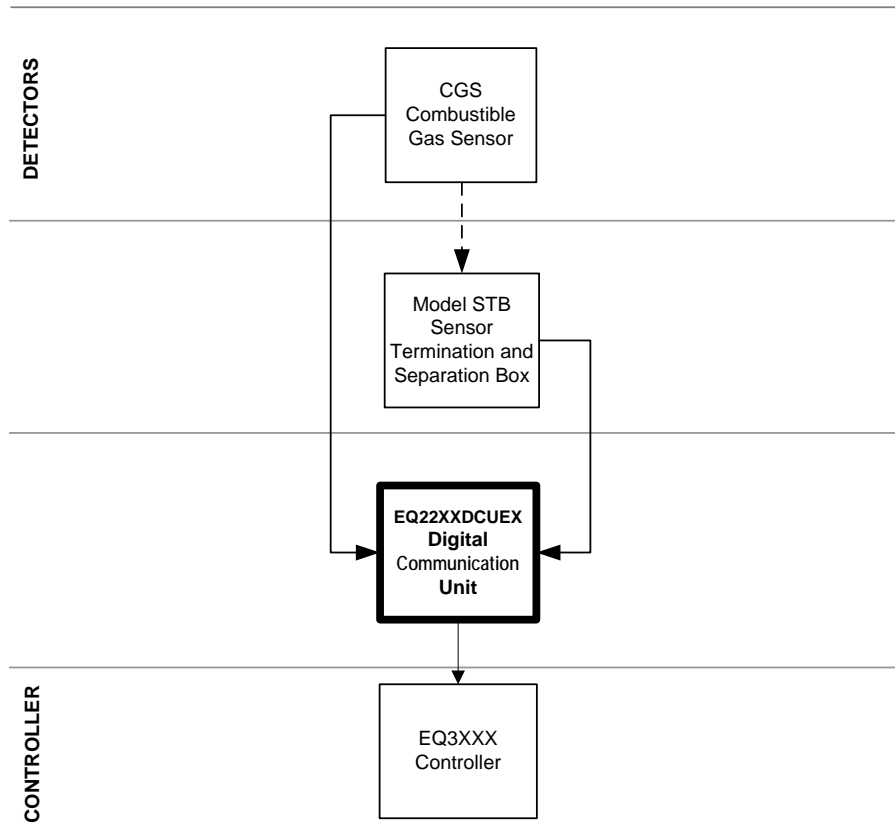 DETECTORS
CGS
Combustible
Gas Sensor
Model STB
Sensor
Termination and
Separation Box
EQ22XXDCUEX
Digital
Communication
Unit
CONTROLLER
EQ3XXX
Controller